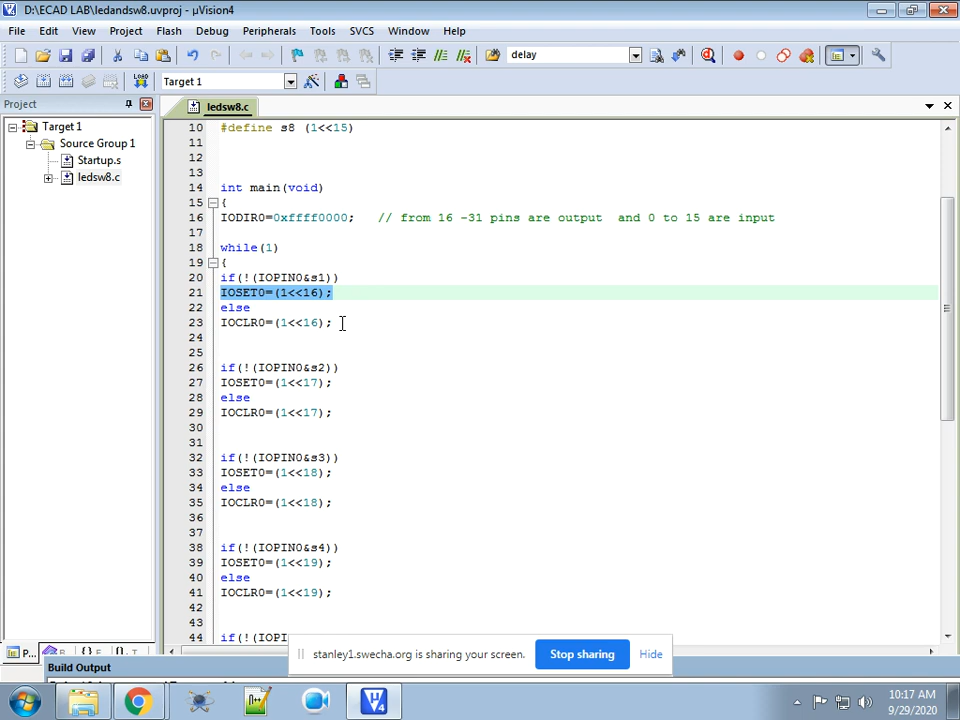 D:\ECAD LAB\ledandsw8.uvproj - µVision4
File Edit View Project Flash Debug Peripherals Tools SVCS Window Help
delay
LOAD Target 1
Project
ledsw8.c
Target 1
Source Group 1
Startup.s
ledsw8.c
10 #define s8 (1<<15)
11
12
13
14 int main(void)
15 {
16 IODIR0=0xffff0000; // from 16 -31 pins are output and 0 to 15 are input
17
18 while(1)
19 {
20 if(!(IOPIN0&s1))
21 IOSET0=(1<<16);
22 else
23 IOCLR0=(1<<16);
24
25
26 if(!(IOPIN0&s2))
27 IOSET0=(1<<17);
28 else
29 IOCLR0=(1<<17);
30
31
32 if(!(IOPIN0&s3))
33 IOSET0=(1<<18);
34 else
35 IOCLR0=(1<<18);
36
37
38 if(!(IOPIN0&s4))
39 IOSET0=(1<<19);
40 else
41 IOCLR0=(1<<19);
42
43
44 if(!(IOPI
P...
Build Output
stanley1.swecha.org is sharing your screen. Stop sharing Hide
10:17 AM
9/29/2020